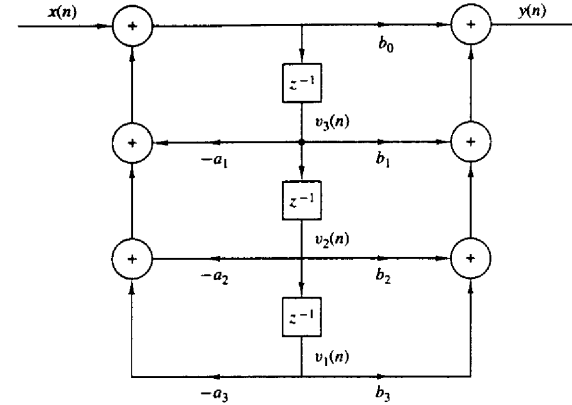 x(n) + b₀ + y(n)
z⁻¹
v₃(n)
+ −a₁ b₁ +
z⁻¹
v₂(n)
+ −a₂ b₂ +
z⁻¹
v₁(n)
−a₃ b₃